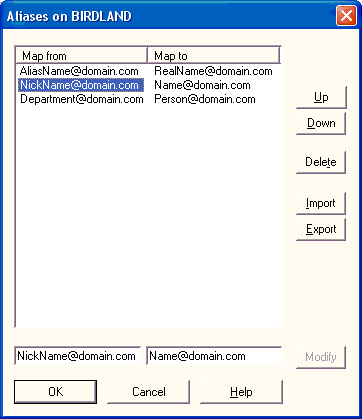 Aliases on BIRDLAND
Map from Map to
AliasName@domain.com RealName@domain.com
NickName@domain.com Name@domain.com
Department@domain.com Person@domain.com
Up
Down
Delete
Import
Export
NickName@domain.com Name@domain.com Modify
OK Cancel Help